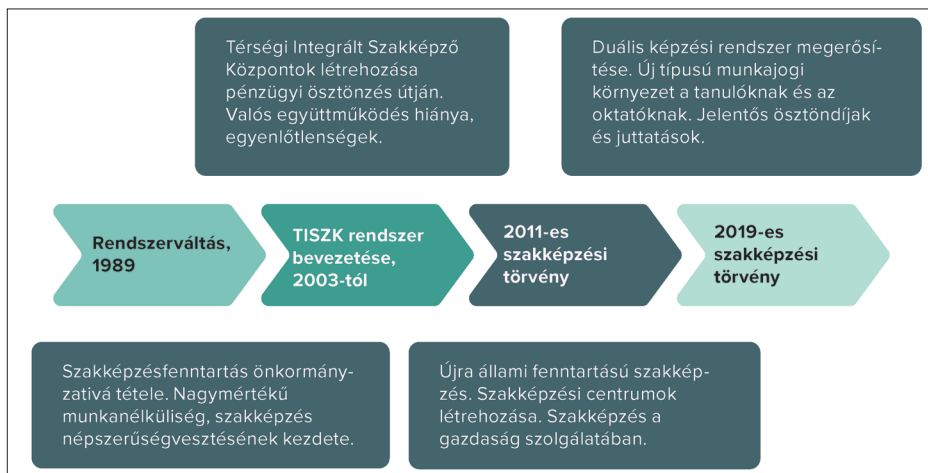 Térségi Integrált Szakképző
Központok létrehozása
pénzügyi ösztönzés útján.
Valós együttműködés hiánya,
egyenlőtlenségek.
Duális képzési rendszer megerősí-
tése. Új típusú munkajogi
környezet a tanulóknak és az
oktatóknak. Jelentős ösztöndíjak
és juttatások.
Rendszerváltás,
1989
TISZK rendszer
bevezetése,
2003-tól
2011-es
szakképzési
törvény
2019-es
szakképzési
törvény
Szakképzésfenntartás önkormány-
zativá tétele. Nagymértékű
munkanélküliség, szakképzés
népszerűségvesztésének kezdete.
Újra állami fenntartású szakkép-
zés. Szakképzési centrumok
létrehozása. Szakképzés a
gazdaság szolgálatában.